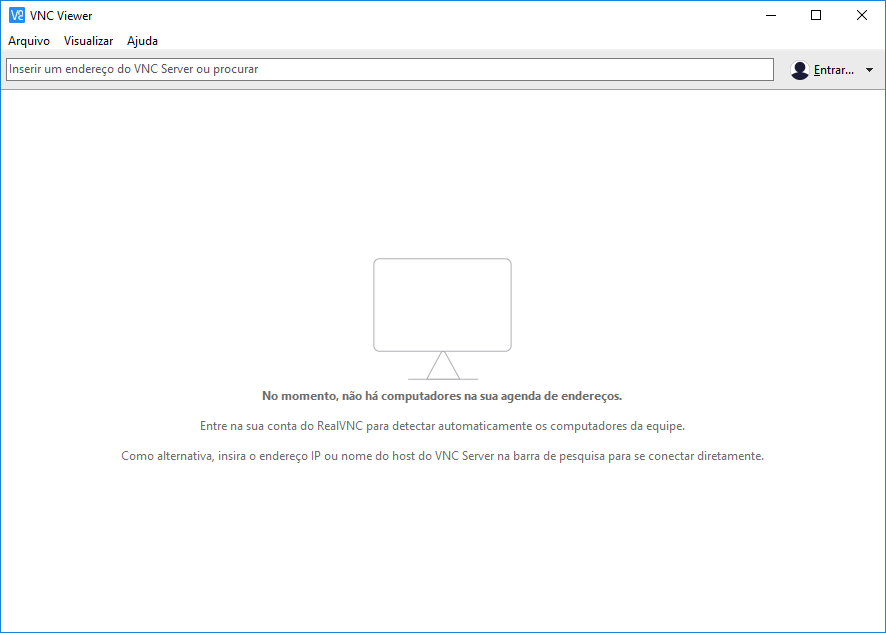 VNC Viewer
Arquivo Visualizar Ajuda
Inserir um endereço do VNC Server ou procurar
Entrar...
No momento, não há computadores na sua agenda de endereços.
Entre na sua conta do RealVNC para detectar automaticamente os computadores da equipe.
Como alternativa, insira o endereço IP ou nome do host do VNC Server na barra de pesquisa para se conectar diretamente.